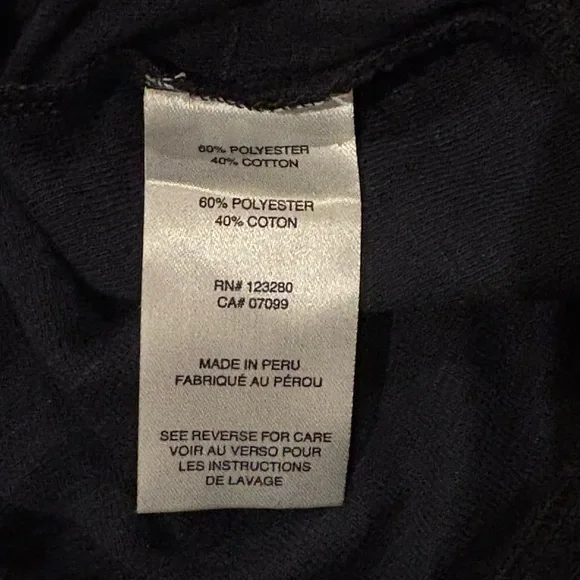 60% POLYESTER
40% COTTON
60% POLYESTER
40% COTON
RN# 123280
CA# 07099
MADE IN PERU
FABRIQUÉ AU PÉROU
SEE REVERSE FOR CARE
VOIR AU VERSO POUR
LES INSTRUCTIONS
DE LAVAGE